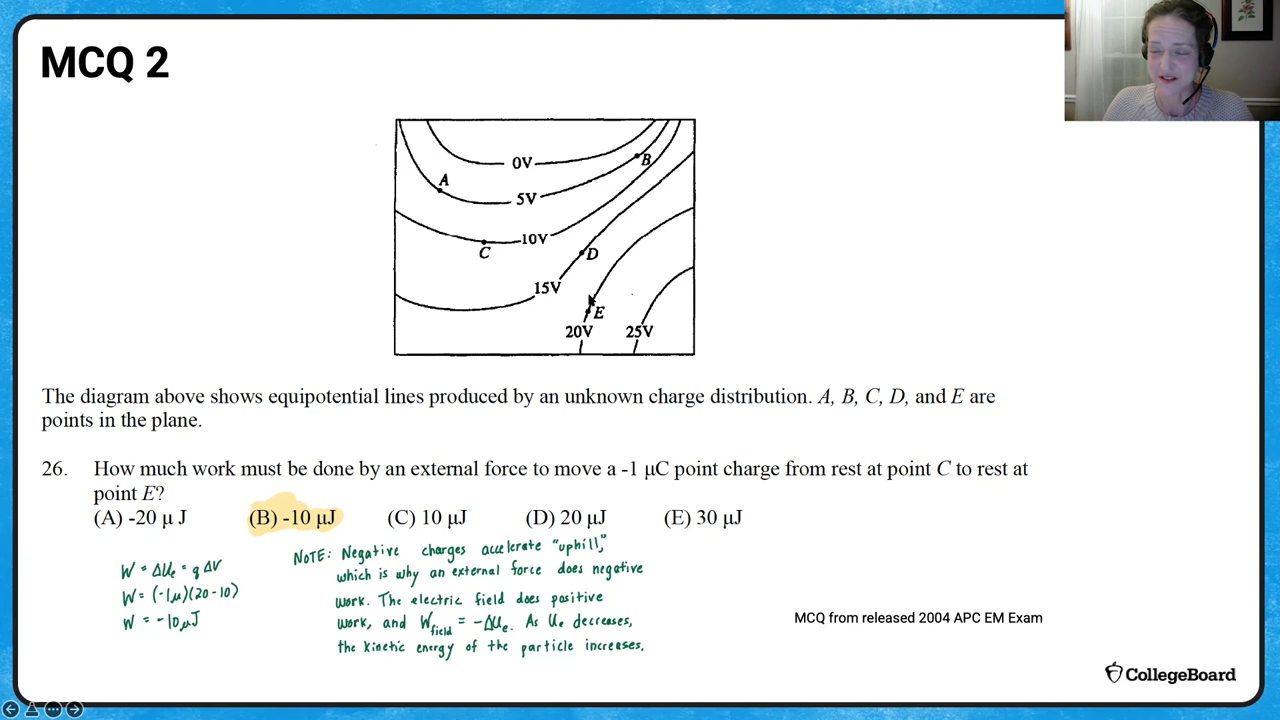 MCQ 2
0V
B
A
5V
10V
C
D
15V
E
20V 25V
The diagram above shows equipotential lines produced by an unknown charge distribution. A, B, C, D, and E are
points in the plane.
26. How much work must be done by an external force to move a -1 μC point charge from rest at point C to rest at
point E?
(A) -20 μ J (B) -10 μJ (C) 10 μJ (D) 20 μJ (E) 30 μJ
W = ΔUe = q ΔV
W = (-1μ)(20-10)
W = -10μJ
NOTE: Negative charges accelerate "uphill,"
which is why an external force does negative
work. The electric field does positive
work, and Wfield = -ΔUe. As Ue decreases,
the kinetic energy of the particle increases.
MCQ from released 2004 APC EM Exam
CollegeBoard